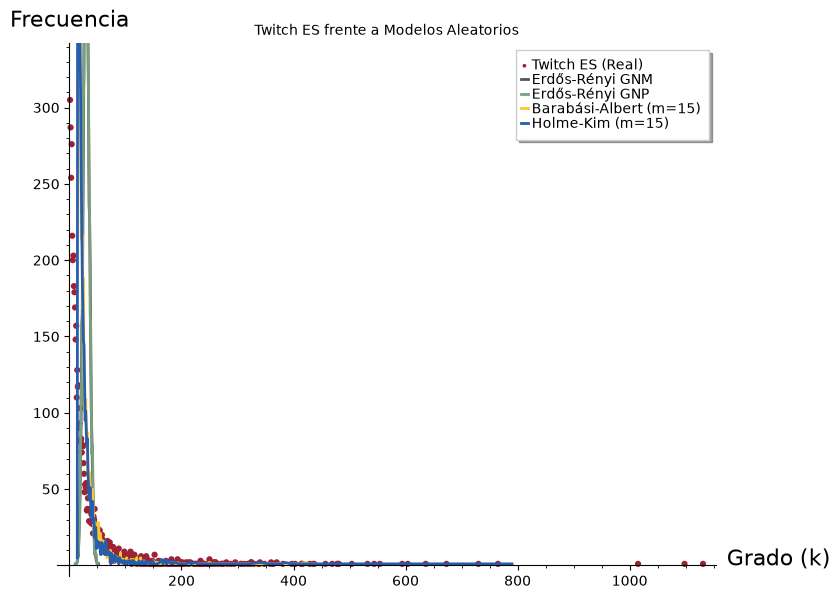 Frecuencia
Twitch ES frente a Modelos Aleatorios
Twitch ES (Real)
Erdős-Rényi GNM
Erdős-Rényi GNP
Barabási-Albert (m=15)
Holme-Kim (m=15)
300
250
200
150
100
50
200
400
600
800
1000
Grado (k)